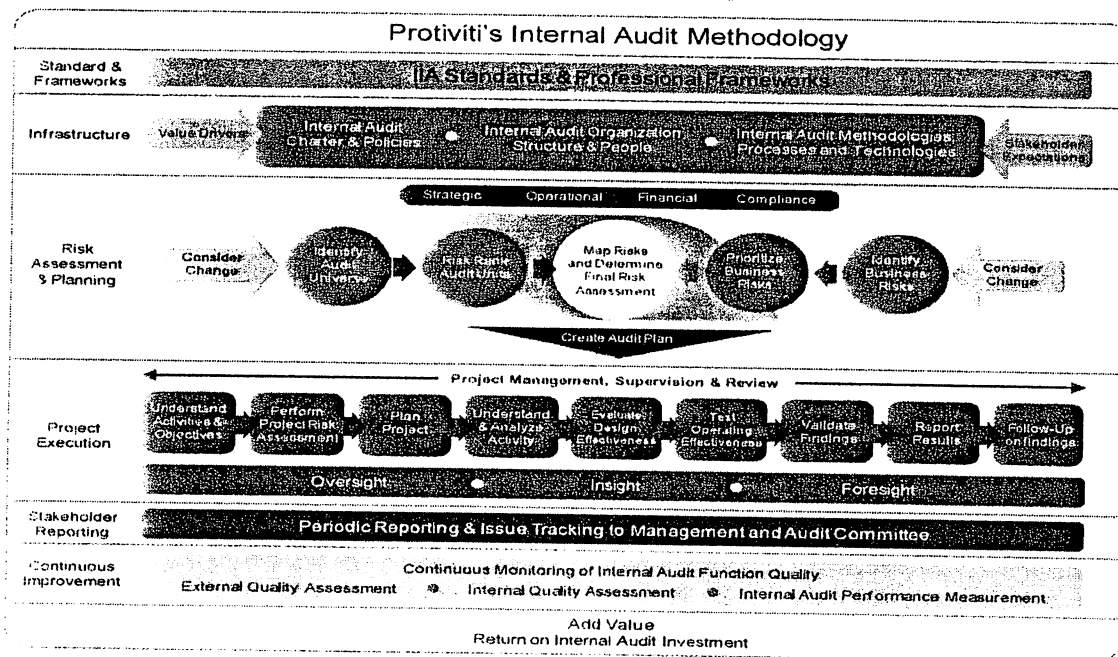 Protiviti's Internal Audit Methodology
Standard &
Frameworks
IIA Standards & Professional Frameworks
Infrastructure
Value Drivers
Internal Audit
Charter & Policies
Internal Audit Organization
Structure & People
Internal Audit Methodologies
Processes and Technologies
Stakeholder
Expectations
Strategic
Operational
Financial
Compliance
Risk
Assessment
& Planning
Consider
Change
Identify
Audit
Universe
Risk Rank
Audit Units
Map Risks
and Determine
Final Risk
Assessment
Prioritize
Business
Risks
Identify
Business
Risks
Consider
Change
Create Audit Plan
Project Management, Supervision & Review
Project
Execution
Understand
Activities &
Objectives
Perform
Project Risk
Assessment
Plan
Project
Understand
& Analyze
Activity
Evaluate
Design
Effectiveness
Test
Operating
Effectiveness
Validate
Findings
Report
Results
Follow-Up
on findings
Oversight
Insight
Foresight
Stakeholder
Reporting
Periodic Reporting & Issue Tracking to Management and Audit Committee
Continuous
Improvement
Continuous Monitoring of Internal Audit Function Quality
External Quality Assessment
Internal Quality Assessment
Internal Audit Performance Measurement
Add Value
Return on Internal Audit Investment